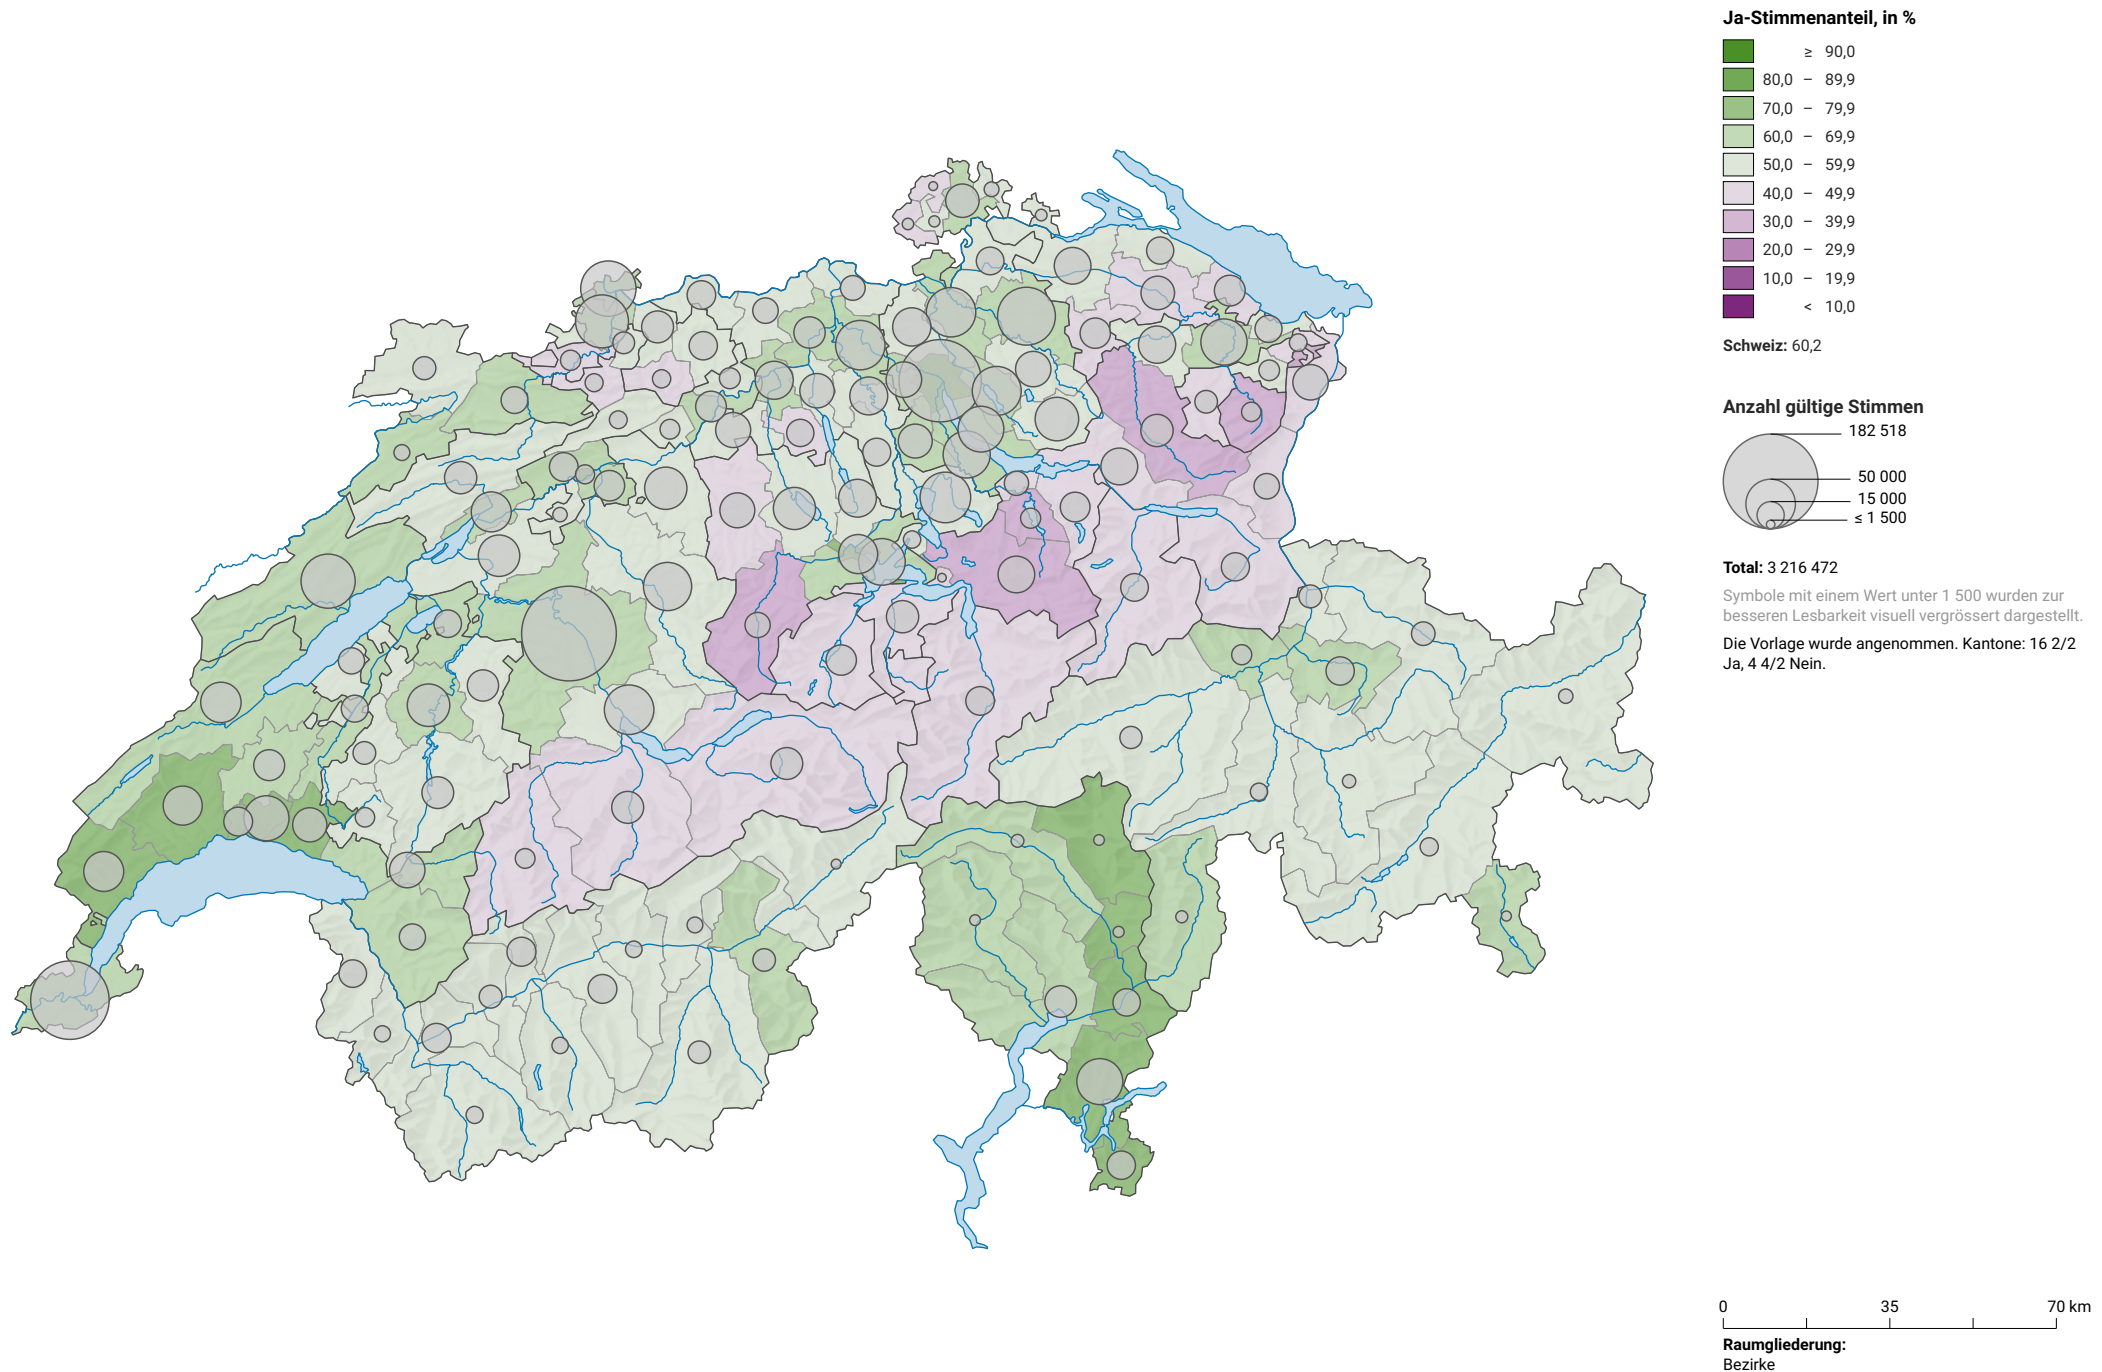 Ja-Stimmenanteil, in %
≥ 90,0
80,0 – 89,9
70,0 – 79,9
60,0 – 69,9
50,0 – 59,9
40,0 – 49,9
30,0 – 39,9
20,0 – 29,9
10,0 – 19,9
< 10,0
Schweiz: 60,2
Anzahl gültige Stimmen
182 518
50 000
15 000
≤ 1 500
Total: 3 216 472
Symbole mit einem Wert unter 1 500 wurden zur
besseren Lesbarkeit visuell vergrössert dargestellt.
Die Vorlage wurde angenommen. Kantone: 16 2/2
Ja, 4 4/2 Nein.
0 35 70 km
Raumgliederung:
Bezirke